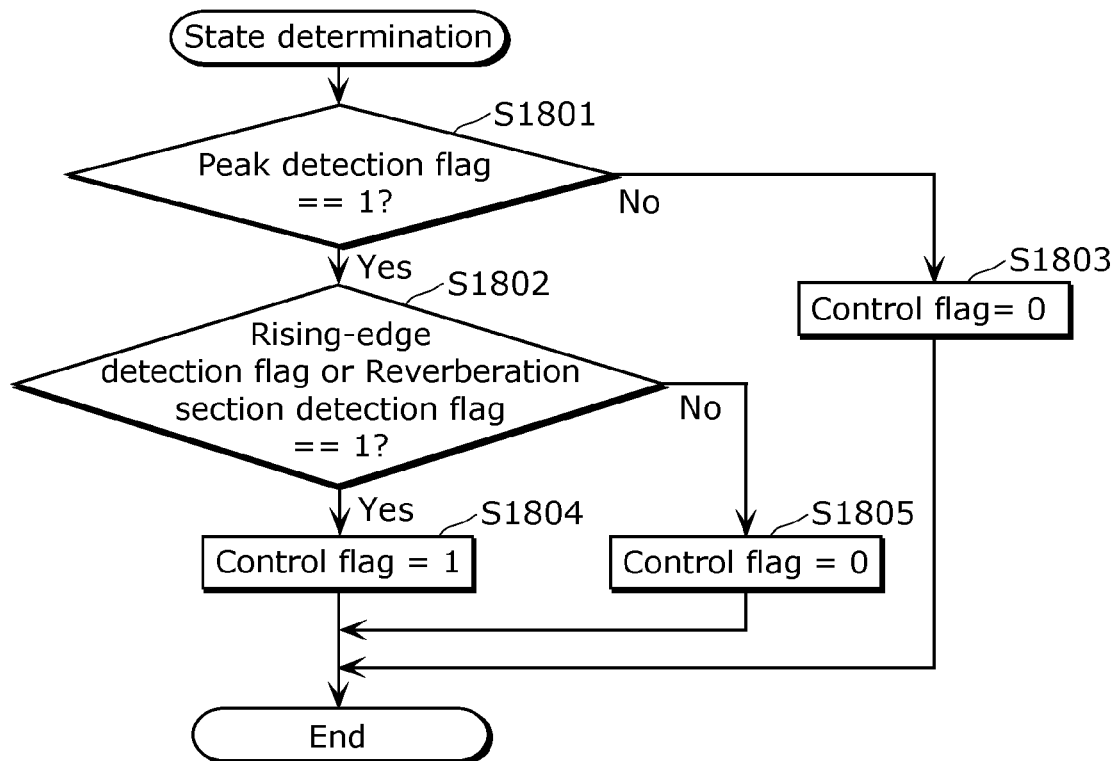 State determination
S1801
Peak detection flag
== 1?
No
Yes
S1803
Control flag= 0
S1802
Rising-edge
detection flag or Reverberation
section detection flag
== 1?
No
Yes
S1804
Control flag = 1
S1805
Control flag = 0
End